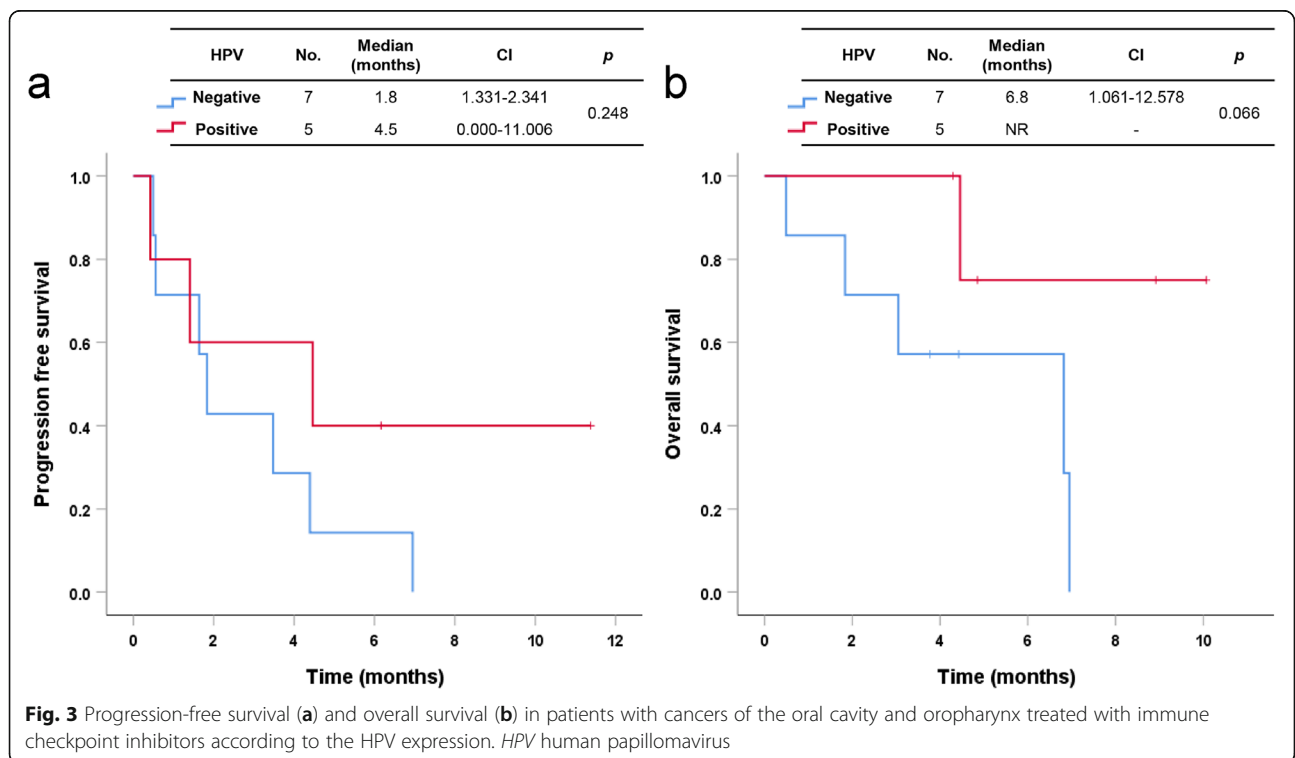 a
HPV No. Median (months) CI p
Negative 7 1.8 1.331-2.341
0.248
Positive 5 4.5 0.000-11.006
Progression free survival
1.0
0.8
0.6
0.4
0.2
0.0
0 2 4 6 8 10 12
Time (months)
b
HPV No. Median (months) CI p
Negative 7 6.8 1.061-12.578
0.066
Positive 5 NR -
Overall survival
1.0
0.8
0.6
0.4
0.2
0.0
0 2 4 6 8 10
Time (months)
Fig. 3 Progression-free survival (a) and overall survival (b) in patients with cancers of the oral cavity and oropharynx treated with immune
checkpoint inhibitors according to the HPV expression. HPV human papillomavirus